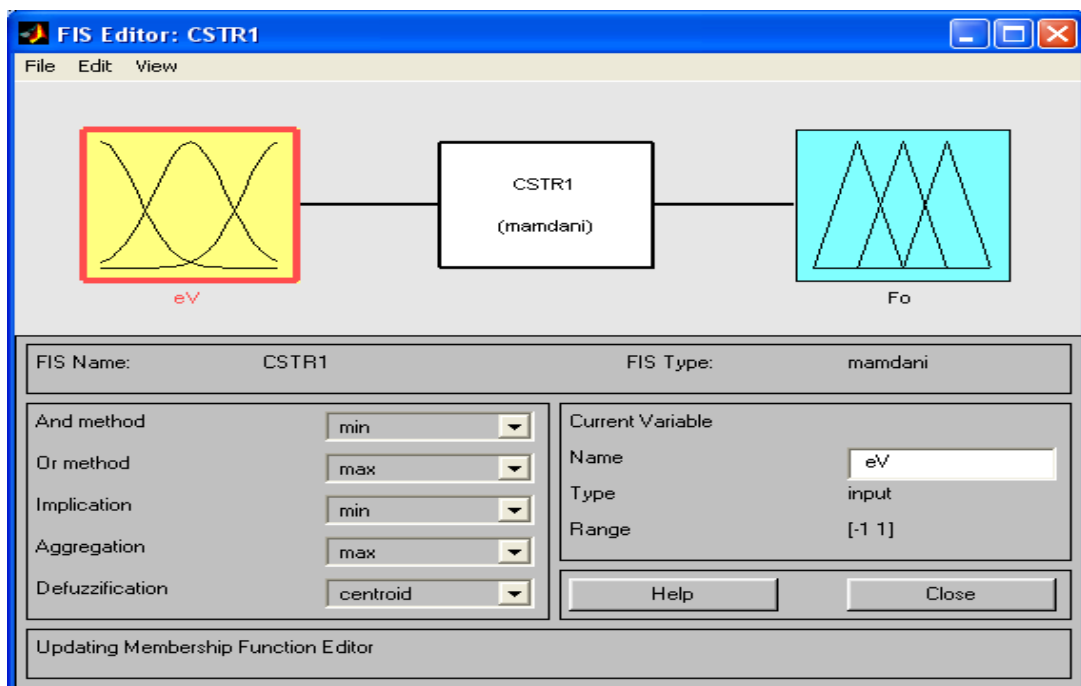 FIS Editor: CSTR1
File Edit View
CSTR1
(mamdani)
eV
Fo
FIS Name: CSTR1 FIS Type: mamdani
And method min
Or method max
Implication min
Aggregation max
Defuzzification centroid
Current Variable
Name eV
Type input
Range [-1 1]
Help Close
Updating Membership Function Editor